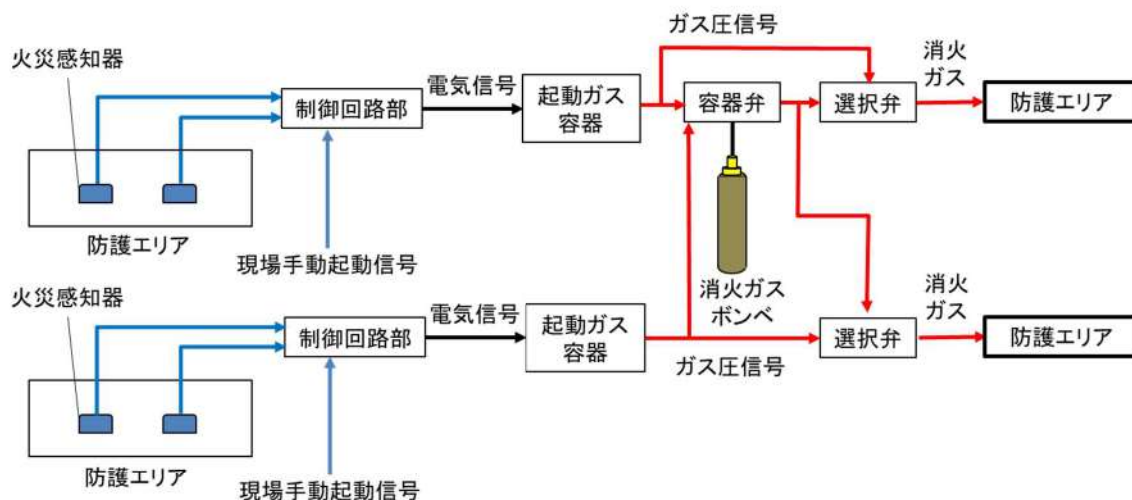 ガス圧信号
火災感知器
電気信号
消火
ガス
制御回路部
起動ガス
容器
容器弁
選択弁
防護エリア
防護エリア
現場手動起動信号
火災感知器
電気信号
消火ガス
ボンベ
消火
ガス
制御回路部
起動ガス
容器
選択弁
防護エリア
ガス圧信号
防護エリア
現場手動起動信号